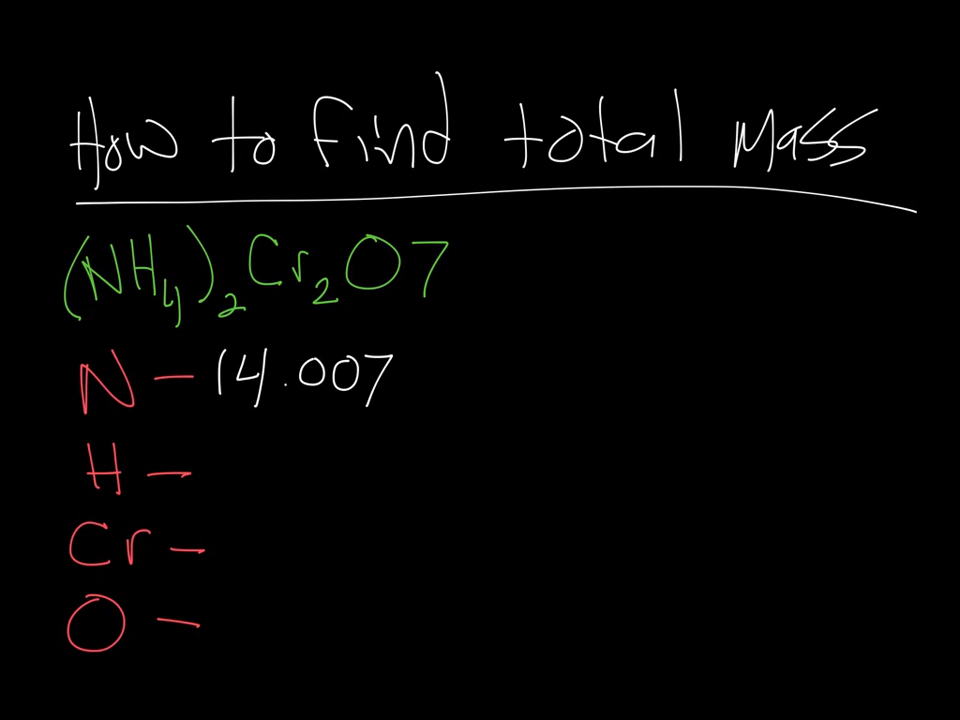 How to find total mass
(NH₄)₂Cr₂O7
N – 14.007
H –
Cr –
O –